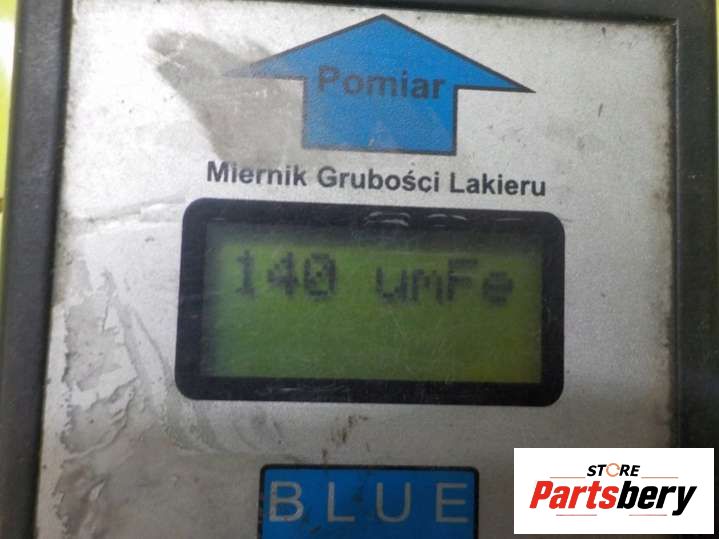 Pomiar
Miernik Grubości Lakieru
140 umFe
BLUE
STORE
Partsbery